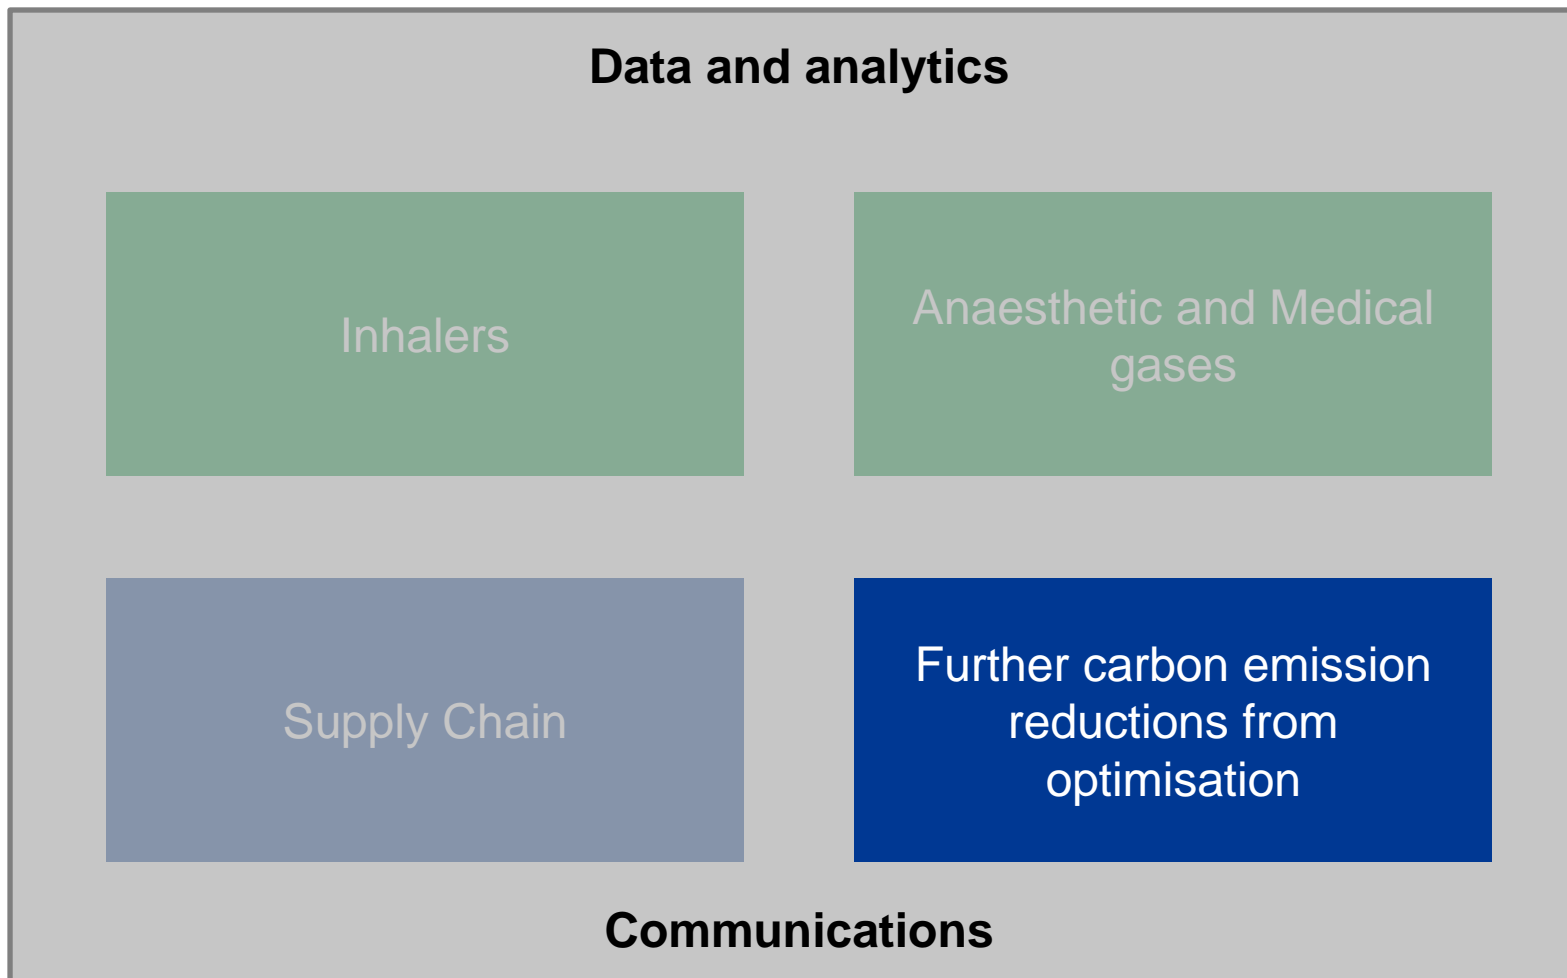 Data and analytics
Inhalers
Anaesthetic and Medical
gases
Supply Chain
Further carbon emission
reductions from
optimisation
Communications